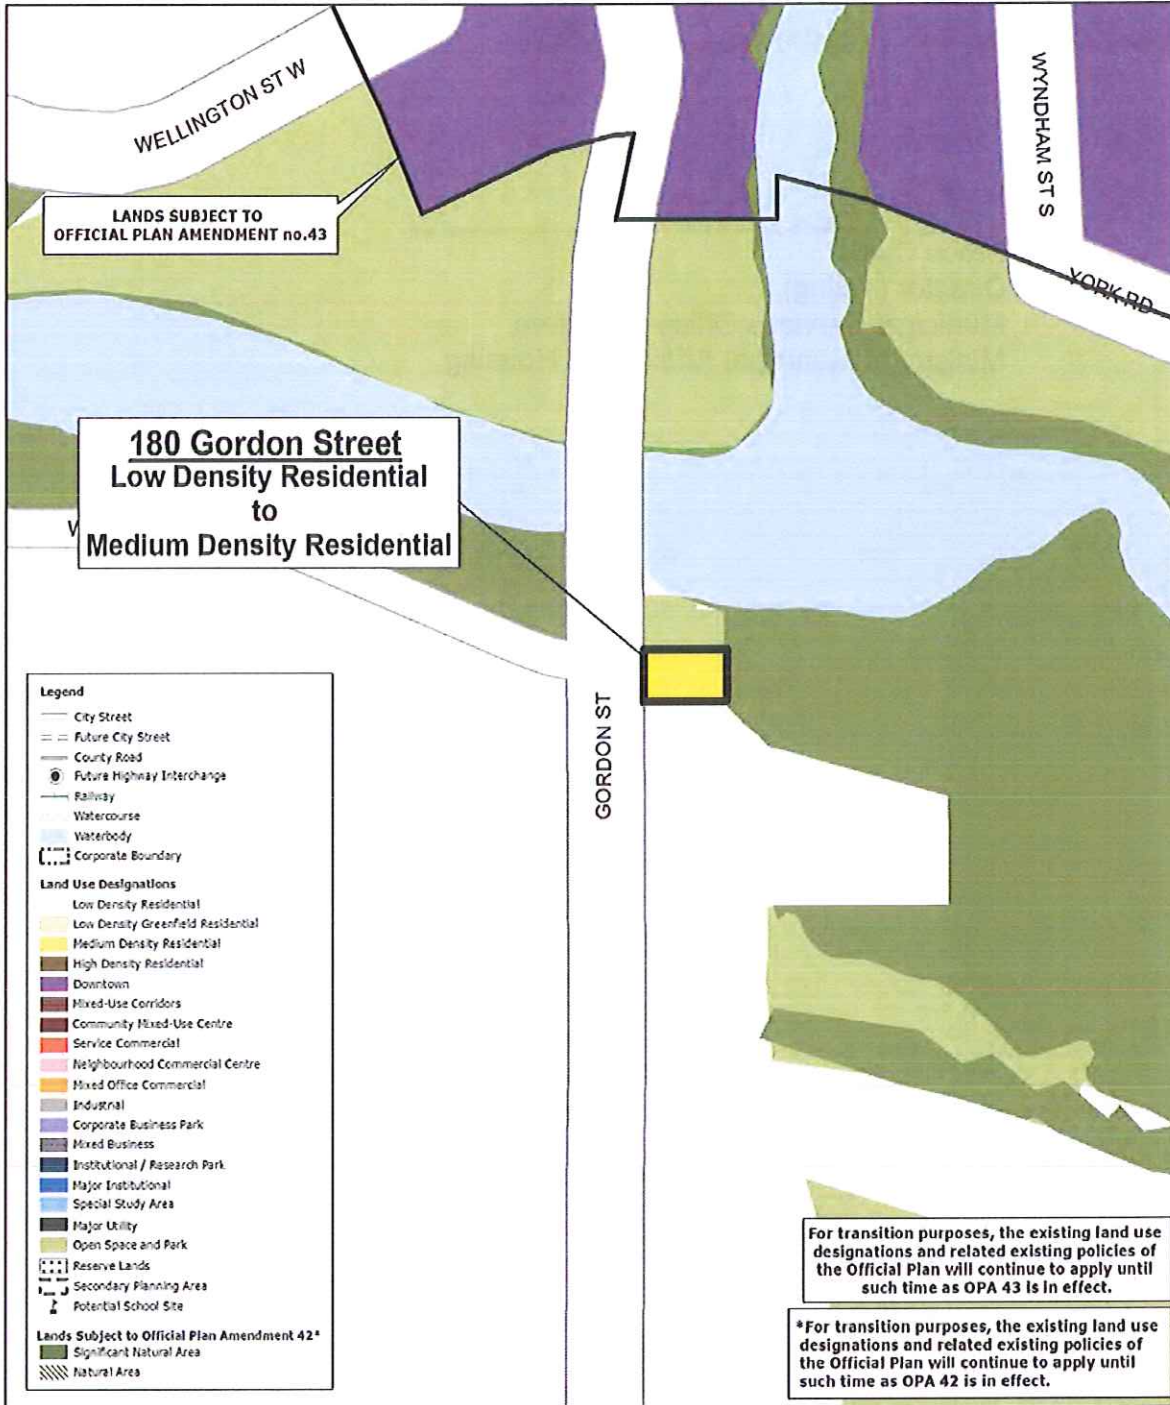 WELLINGTON ST W
WYNDHAM ST S
LANDS SUBJECT TO
OFFICIAL PLAN AMENDMENT no.43
YORK RD
180 Gordon Street
Low Density Residential
to
Medium Density Residential
W
GORDON ST
Legend
City Street
Future City Street
County Road
Future Highway Interchange
Railway
Watercourse
Waterbody
Corporate Boundary
Land Use Designations
Low Density Residential
Low Density Greenfield Residential
Medium Density Residential
High Density Residential
Downtown
Mixed-Use Corridors
Community Mixed-Use Centre
Service Commercial
Neighbourhood Commercial Centre
Mixed Office Commercial
Industrial
Corporate Business Park
Mixed Business
Institutional / Research Park
Major Institutional
Special Study Area
Major Utility
Open Space and Park
Reserve Lands
Secondary Planning Area
Potential School Site
Lands Subject to Official Plan Amendment 42*
Significant Natural Area
Natural Area
For transition purposes, the existing land use
designations and related existing policies of
the Official Plan will continue to apply until
such time as OPA 43 is in effect.
*For transition purposes, the existing land use
designations and related existing policies of
the Official Plan will continue to apply until
such time as OPA 42 is in effect.